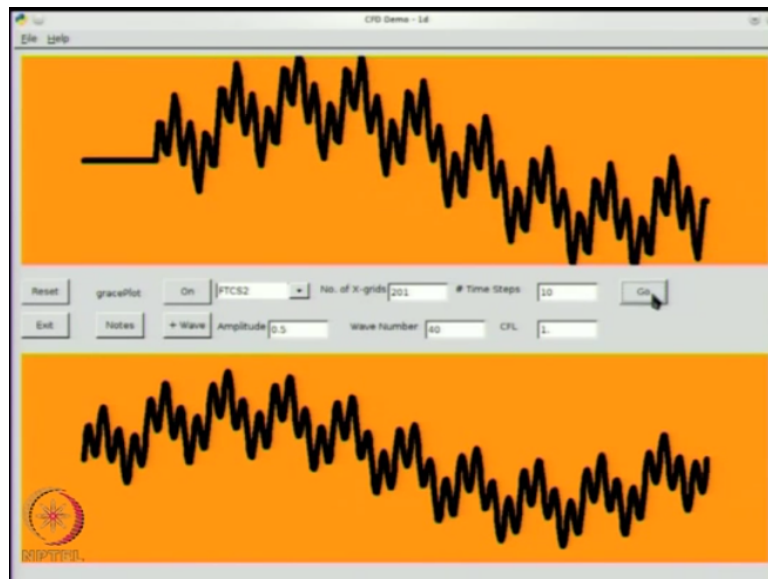 CFD Demo - 1d
File Help
Reset gracePlot On FTCS2 No. of X-grids 201 # Time Steps 10 Go
Exit Notes + Wave Amplitude 0.5 Wave Number 40 CFL 1.
NPTEL